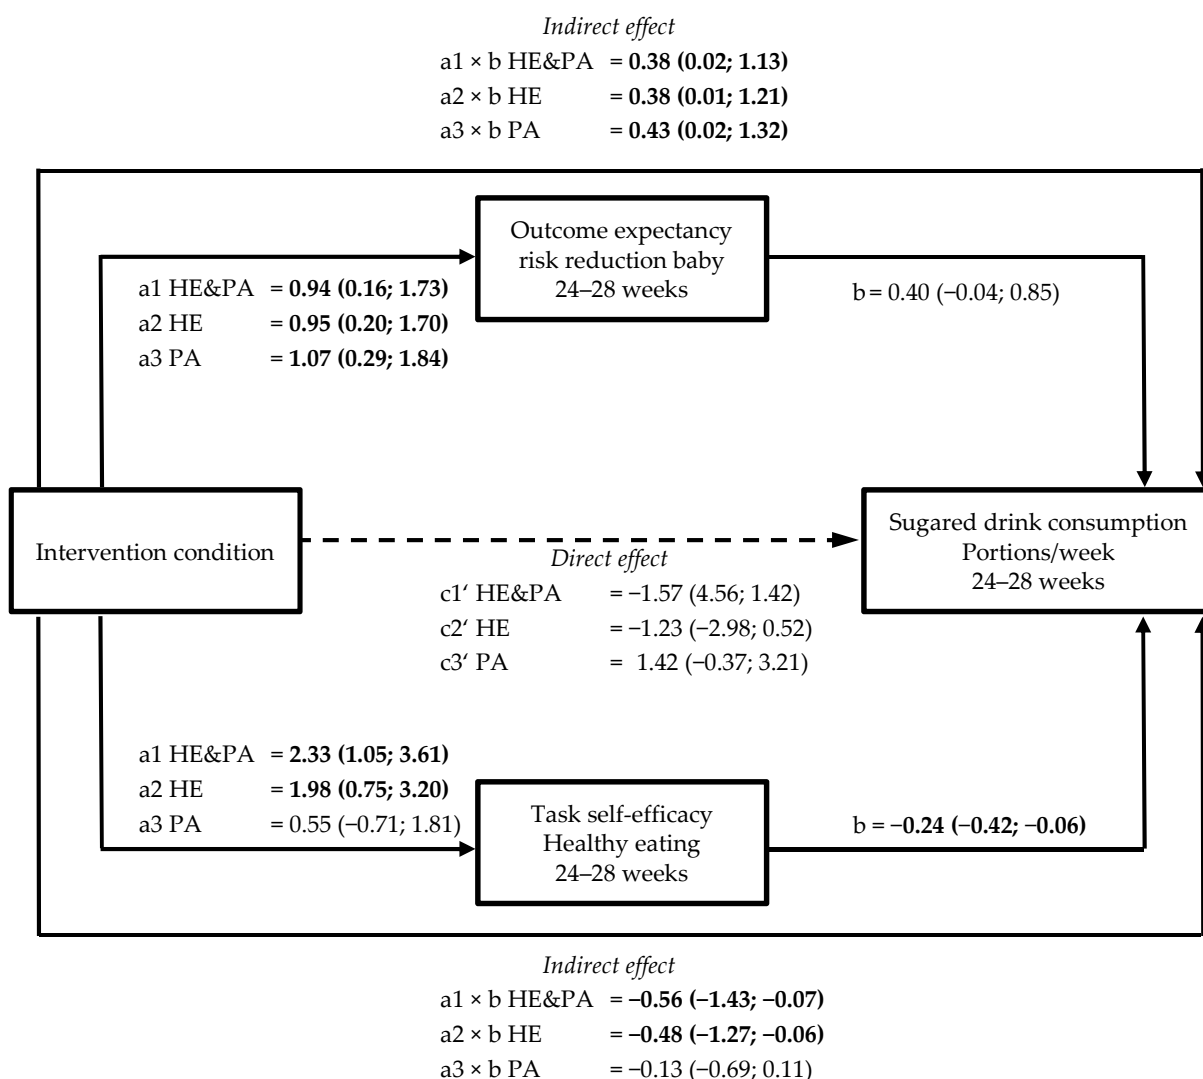 Indirect effect
a1 × b HE&PA = 0.38 (0.02; 1.13)
a2 × b HE = 0.38 (0.01; 1.21)
a3 × b PA = 0.43 (0.02; 1.32)
Outcome expectancy
risk reduction baby
24–28 weeks
a1 HE&PA = 0.94 (0.16; 1.73)
a2 HE = 0.95 (0.20; 1.70)
a3 PA = 1.07 (0.29; 1.84)
b = 0.40 (−0.04; 0.85)
Intervention condition
Sugared drink consumption
Portions/week
24–28 weeks
Direct effect
c1‘ HE&PA = −1.57 (4.56; 1.42)
c2‘ HE = −1.23 (−2.98; 0.52)
c3‘ PA = 1.42 (−0.37; 3.21)
a1 HE&PA = 2.33 (1.05; 3.61)
a2 HE = 1.98 (0.75; 3.20)
a3 PA = 0.55 (−0.71; 1.81)
Task self-efficacy
Healthy eating
24–28 weeks
b = −0.24 (−0.42; −0.06)
Indirect effect
a1 × b HE&PA = −0.56 (−1.43; −0.07)
a2 × b HE = −0.48 (−1.27; −0.06)
a3 × b PA = −0.13 (−0.69; 0.11)